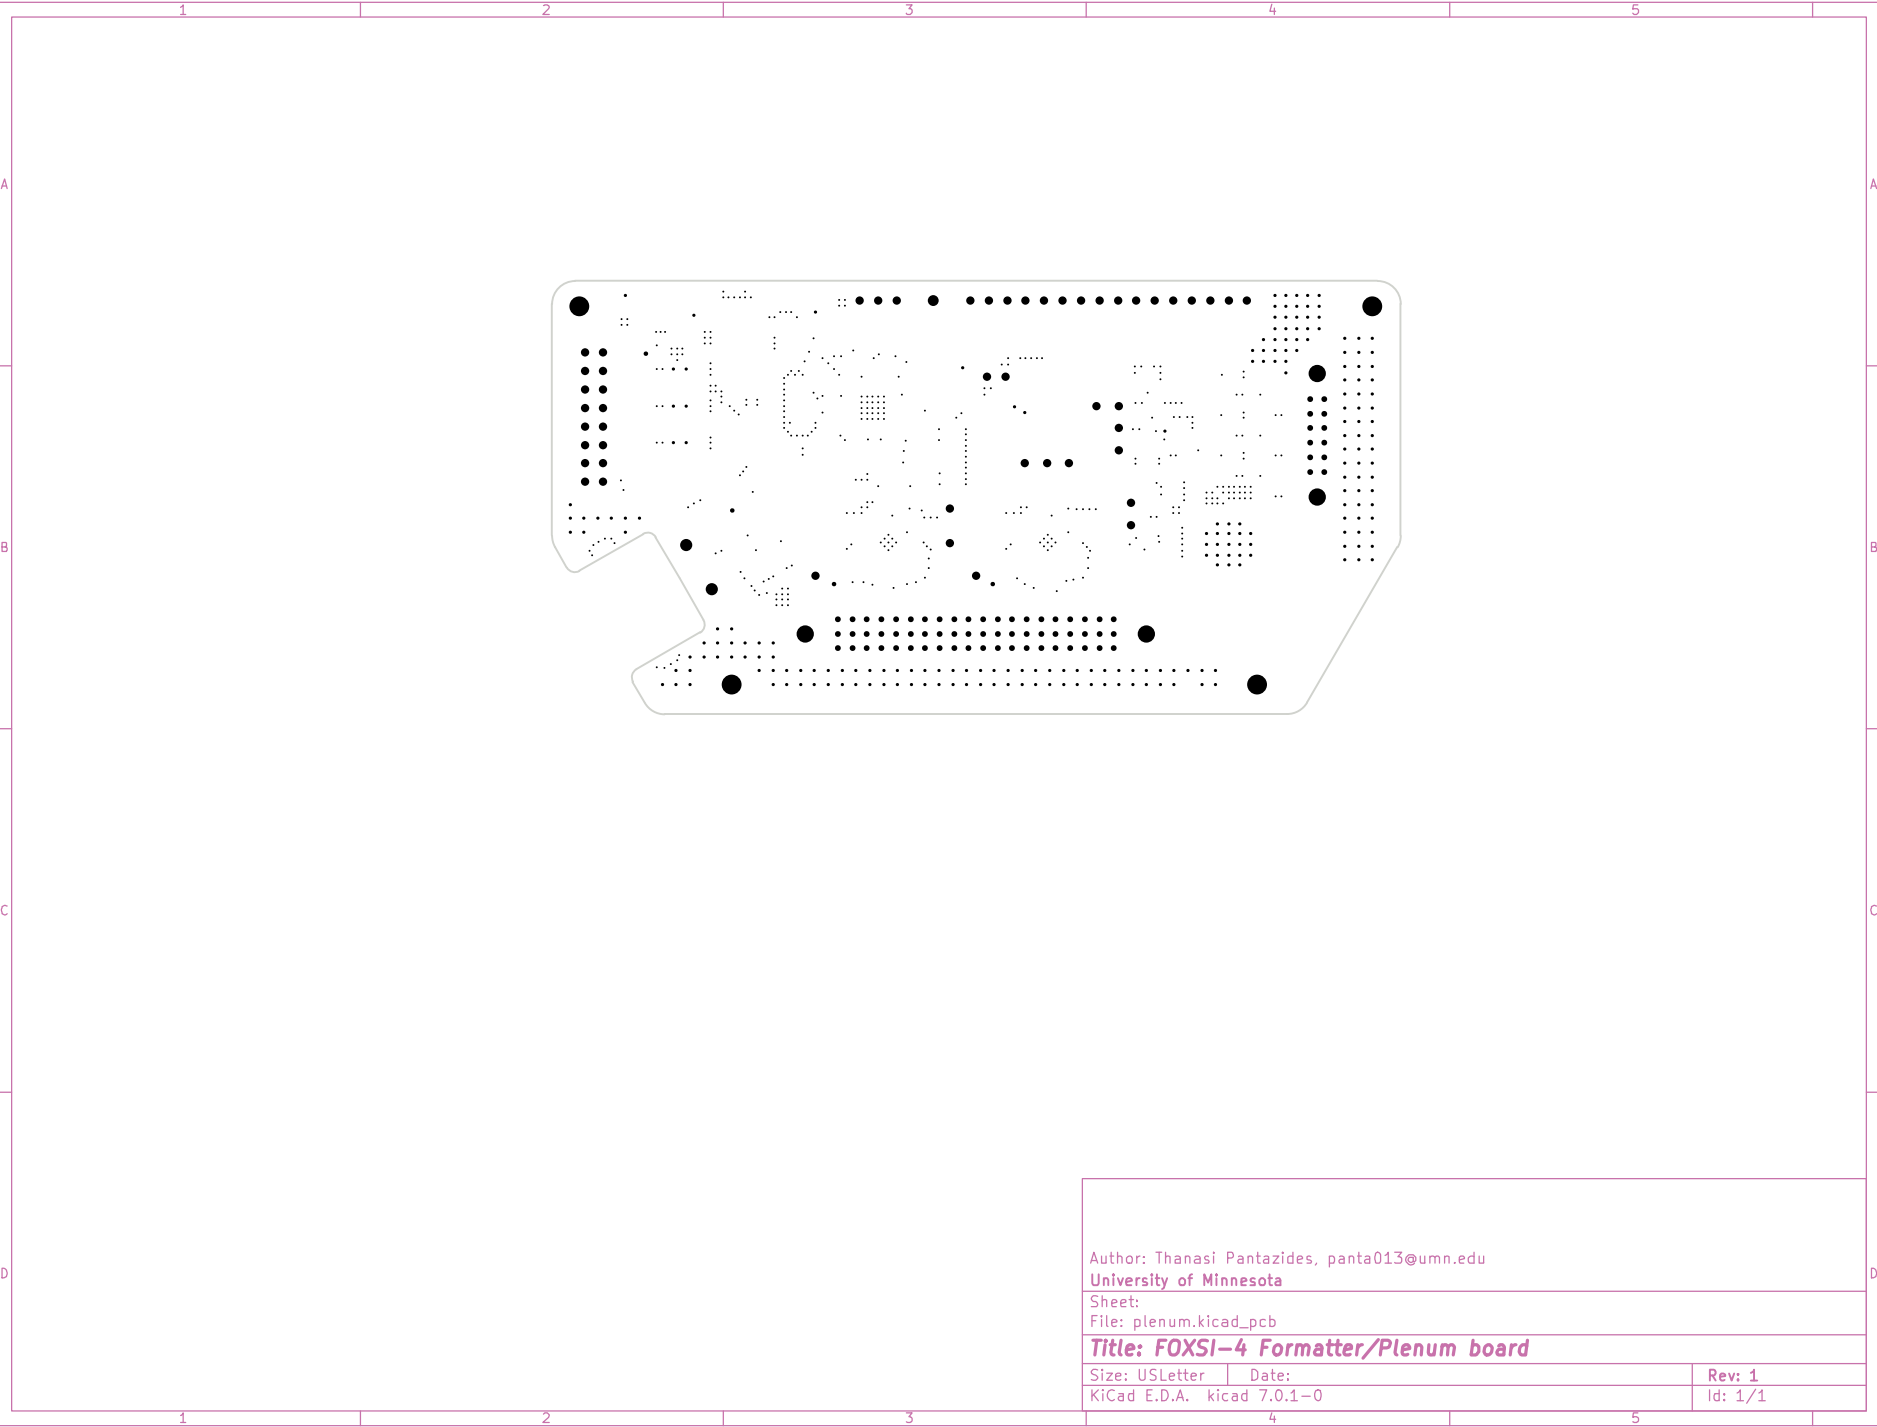 1 2 3 4 5
A A
B B
C C
D D
Author: Thanasi Pantazides, panta013@umn.edu
University of Minnesota
Sheet:
File: plenum.kicad_pcb
Title: FOXSI-4 Formatter/Plenum board
Size: USLetter Date: Rev: 1
KiCad E.D.A. kicad 7.0.1-0 Id: 1/1
1 2 3 4 5